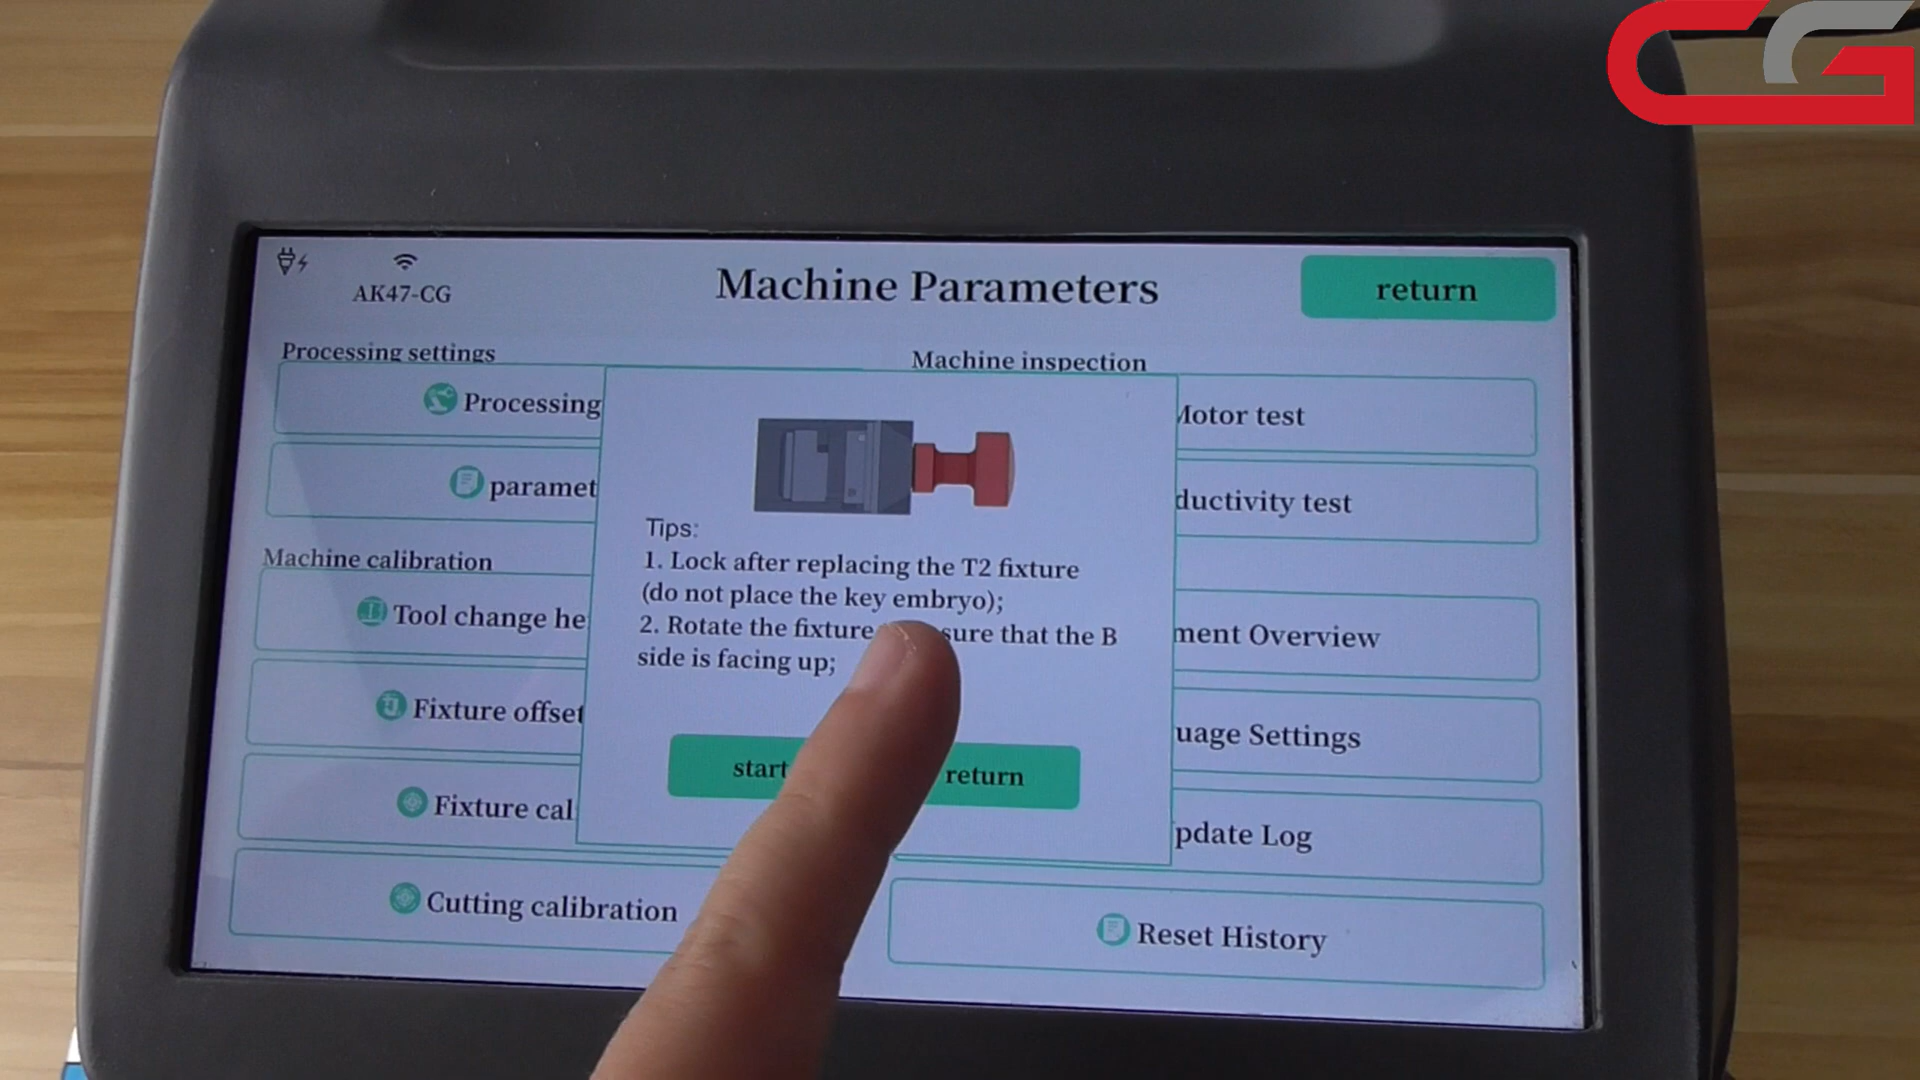 CG
AK47-CG
Machine Parameters
return
Processing settings
Machine inspection
Processing
Motor test
paramet
ductivity test
Tips:
1. Lock after replacing the T2 fixture
(do not place the key embryo);
2. Rotate the fixture sure that the B
side is facing up;
Machine calibration
Tool change he
ment Overview
Fixture offset
uage Settings
start
return
Fixture cal
pdate Log
Cutting calibration
Reset History